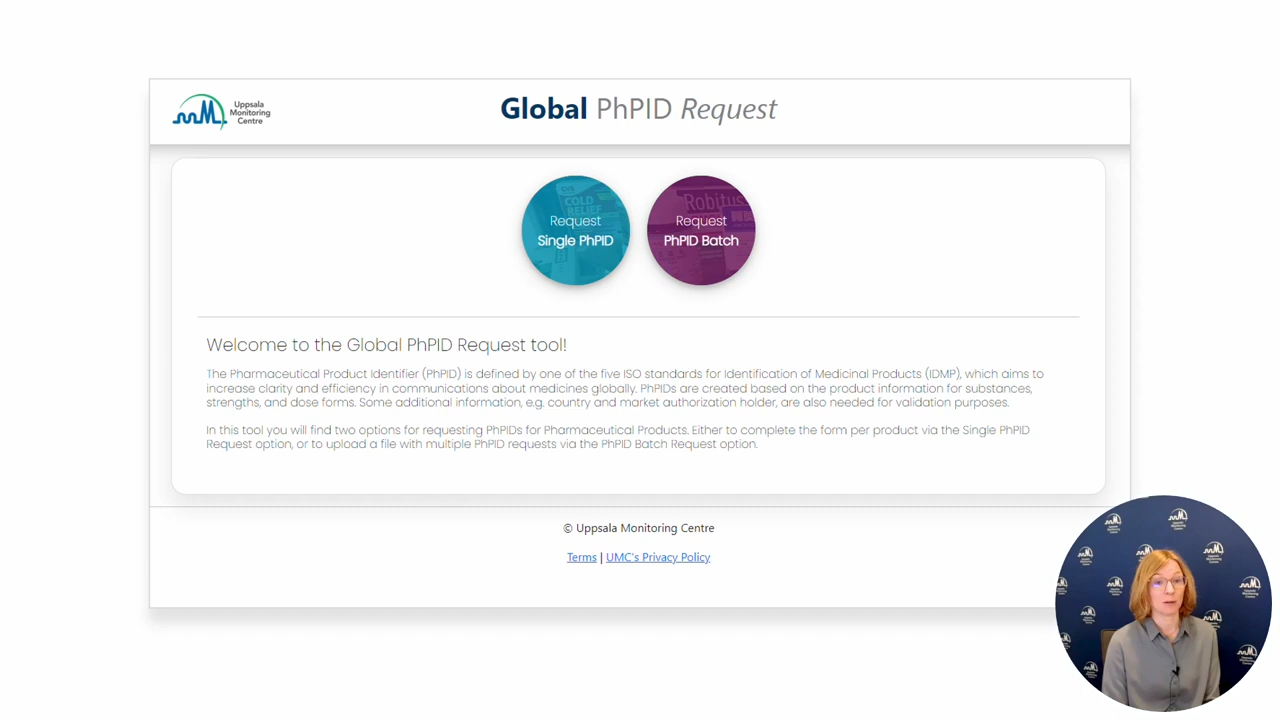 Uppsala
Monitoring
Centre
Global PhPID Request
COLD
RELIEF
Request
Single PhPID
Robitus
Request
PhPID Batch
Welcome to the Global PhPID Request tool!
The Pharmaceutical Product Identifier (PhPID) is defined by one of the five ISO standards for Identification of Medicinal Products (IDMP), which aims to
increase clarity and efficiency in communications about medicines globally. PhPIDs are created based on the product information for substances,
strengths, and dose forms. Some additional information, e.g. country and market authorization holder, are also needed for validation purposes.
In this tool you will find two options for requesting PhPIDs for Pharmaceutical Products. Either to complete the form per product via the Single PhPID
Request option, or to upload a file with multiple PhPID requests via the PhPID Batch Request option.
© Uppsala Monitoring Centre
Terms | UMC's Privacy Policy